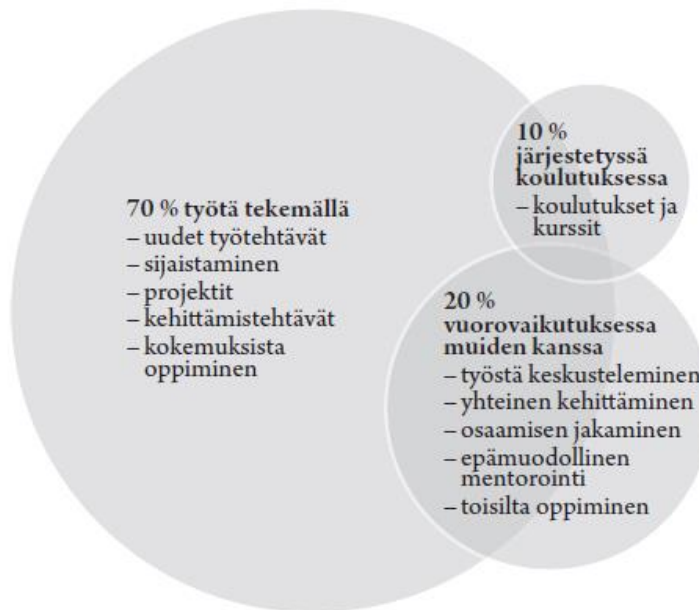 70 % työtä tekemällä
– uudet työtehtävät
– sijaistaminen
– projektit
– kehittämistehtävät
– kokemuksista
oppiminen
10 %
järjestetyssä
koulutuksessa
– koulutukset ja
kurssit
20 %
vuorovaikutuksessa
muiden kanssa
– työstä keskusteleminen
– yhteinen kehittäminen
– osaamisen jakaminen
– epämuodollinen
mentorointi
– toisilta oppiminen